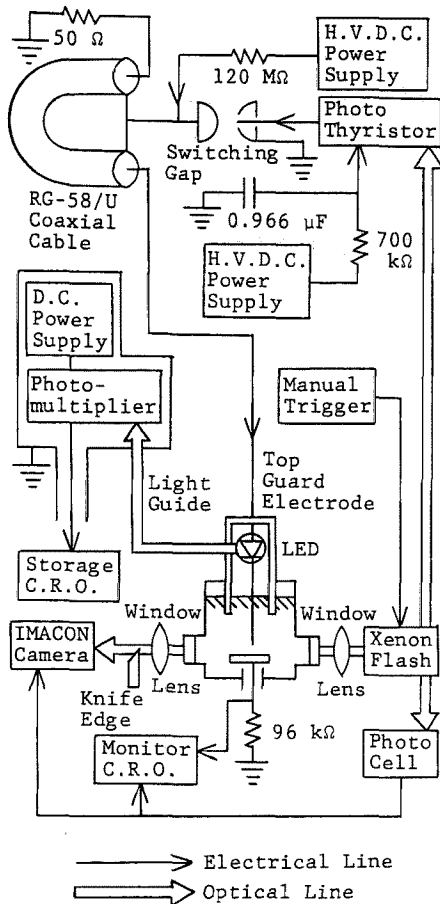 50 Ω
H.V.D.C.
Power
Supply
120 MΩ
Photo
Thyristor
Switching
Gap
RG-58/U
Coaxial
Cable
0.966 μF
700
kΩ
H.V.D.C.
Power
Supply
D.C.
Power
Supply
Photo-
multiplier
Manual
Trigger
Light
Guide
Top
Guard
Electrode
LED
Storage
C.R.O.
Window
Window
IMACON
Camera
Xenon
Flash
Lens
Lens
Knife
Edge
96 kΩ
Monitor
C.R.O.
Photo
Cell
Electrical Line
Optical Line